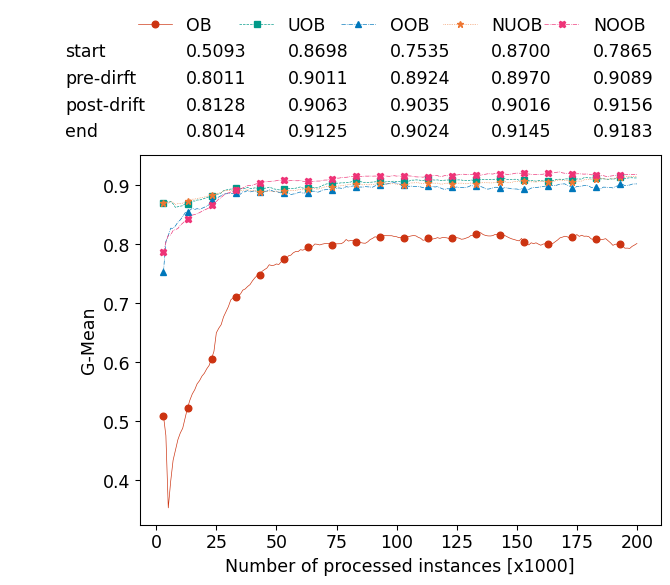 OB UOB OOB NUOB NOOB
start 0.5093 0.8698 0.7535 0.8700 0.7865
pre-dirft 0.8011 0.9011 0.8924 0.8970 0.9089
post-drift 0.8128 0.9063 0.9035 0.9016 0.9156
end 0.8014 0.9125 0.9024 0.9145 0.9183
G-Mean
0.9
0.8
0.7
0.6
0.5
0.4
0 25 50 75 100 125 150 175 200
Number of processed instances [x1000]